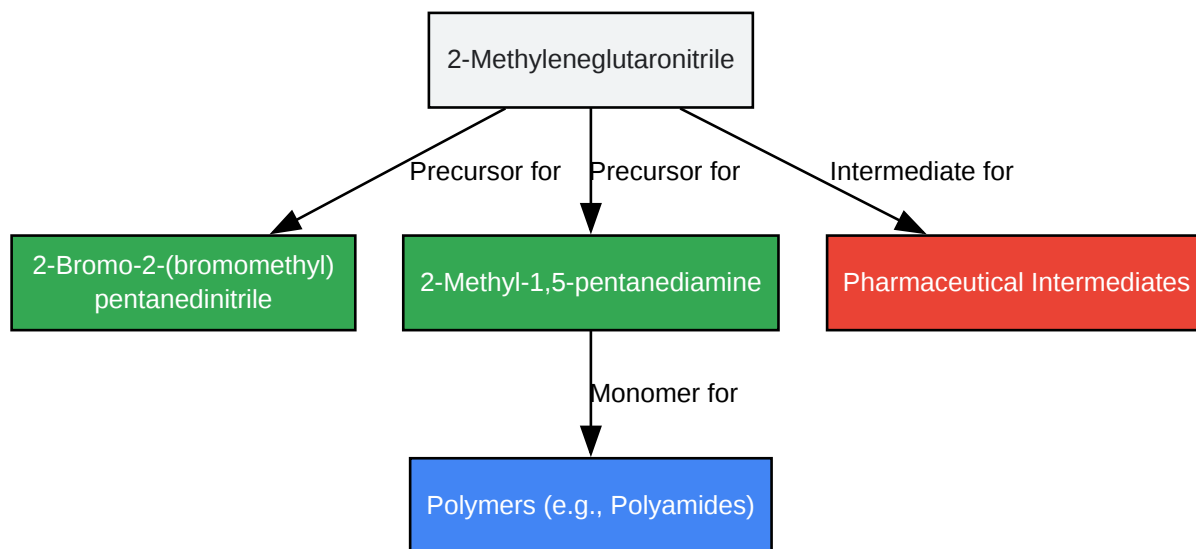 2-Methyleneglutaronitrile
Precursor for
Precursor for
Intermediate for
2-Bromo-2-(bromomethyl)
pentanedinitrile
2-Methyl-1,5-pentanediamine
Pharmaceutical Intermediates
Monomer for
Polymers (e.g., Polyamides)